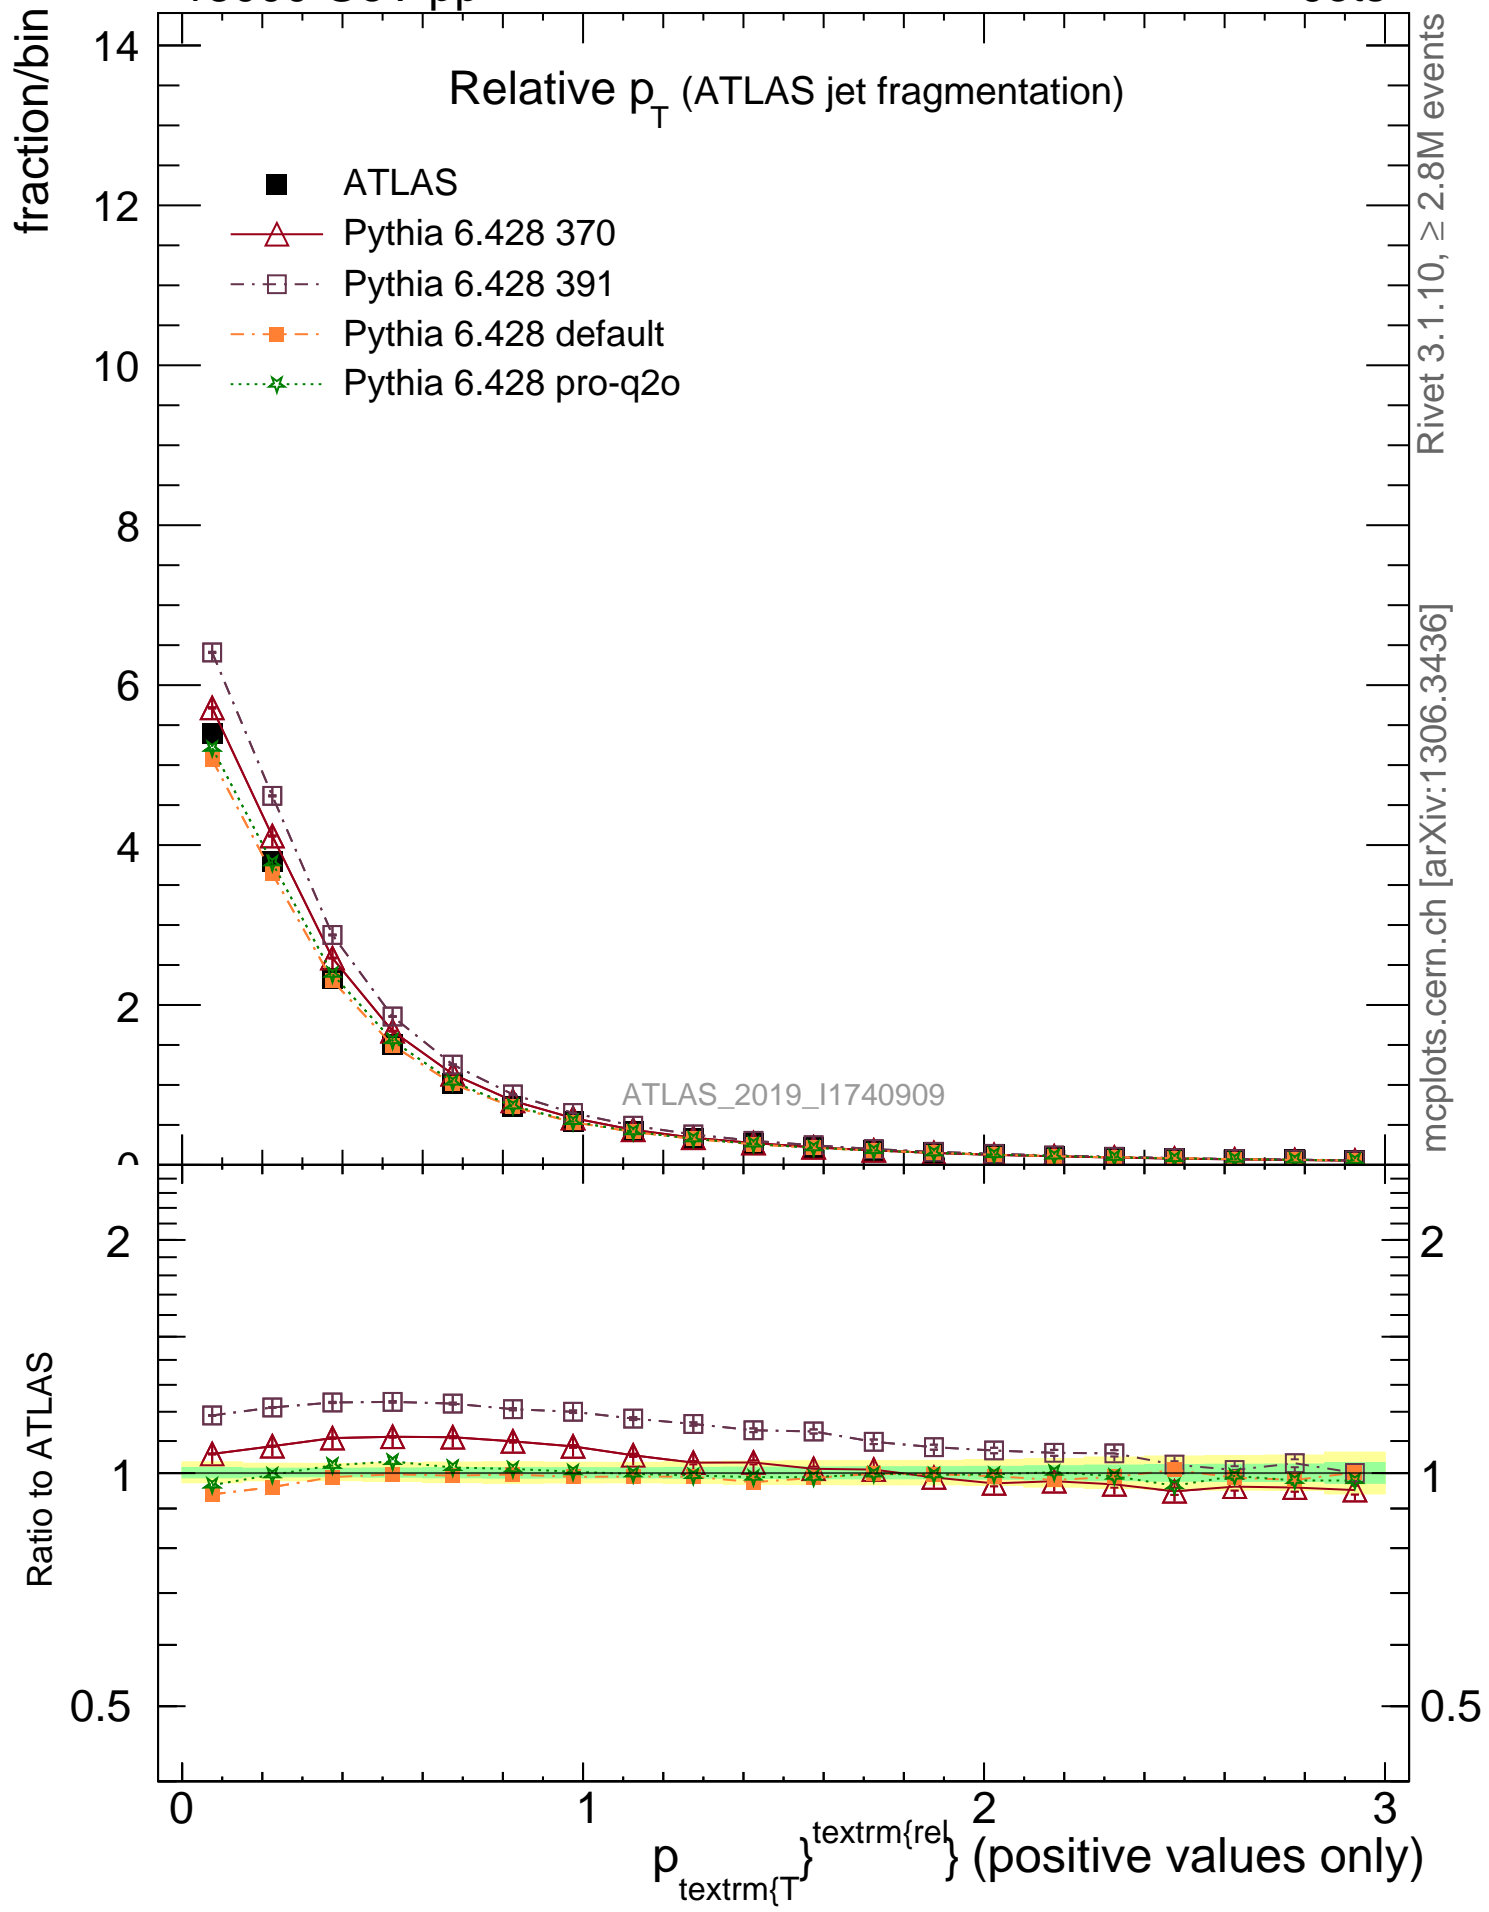 fraction/bin
Relative p_T (ATLAS jet fragmentation)
ATLAS
Pythia 6.428 370
Pythia 6.428 391
Pythia 6.428 default
Pythia 6.428 pro-q2o
14
12
10
8
6
4
2
0
ATLAS_2019_I1740909
Rivet 3.1.10, ≥ 2.8M events
mcplots.cern.ch [arXiv:1306.3436]
Ratio to ATLAS
2
1
0.5
2
1
0.5
0 1 2 3
p_textrm{T}^textrm{rel} (positive values only)